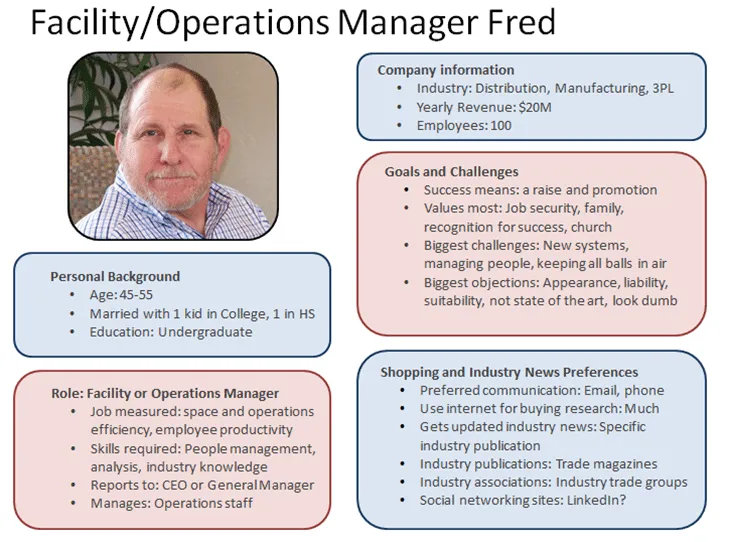 Facility/Operations Manager Fred
Personal Background
• Age: 45-55
• Married with 1 kid in College, 1 in HS
• Education: Undergraduate
Role: Facility or Operations Manager
• Job measured: space and operations
efficiency, employee productivity
• Skills required: People management,
analysis, industry knowledge
• Reports to: CEO or General Manager
• Manages: Operations staff
Company information
• Industry: Distribution, Manufacturing, 3PL
• Yearly Revenue: $20M
• Employees: 100
Goals and Challenges
• Success means: a raise and promotion
• Values most: Job security, family,
recognition for success, church
• Biggest challenges: New systems,
managing people, keeping all balls in air
• Biggest objections: Appearance, liability,
suitability, not state of the art, look dumb
Shopping and Industry News Preferences
• Preferred communication: Email, phone
• Use internet for buying research: Much
• Gets updated industry news: Specific
industry publication
• Industry publications: Trade magazines
• Industry associations: Industry trade groups
• Social networking sites: LinkedIn?